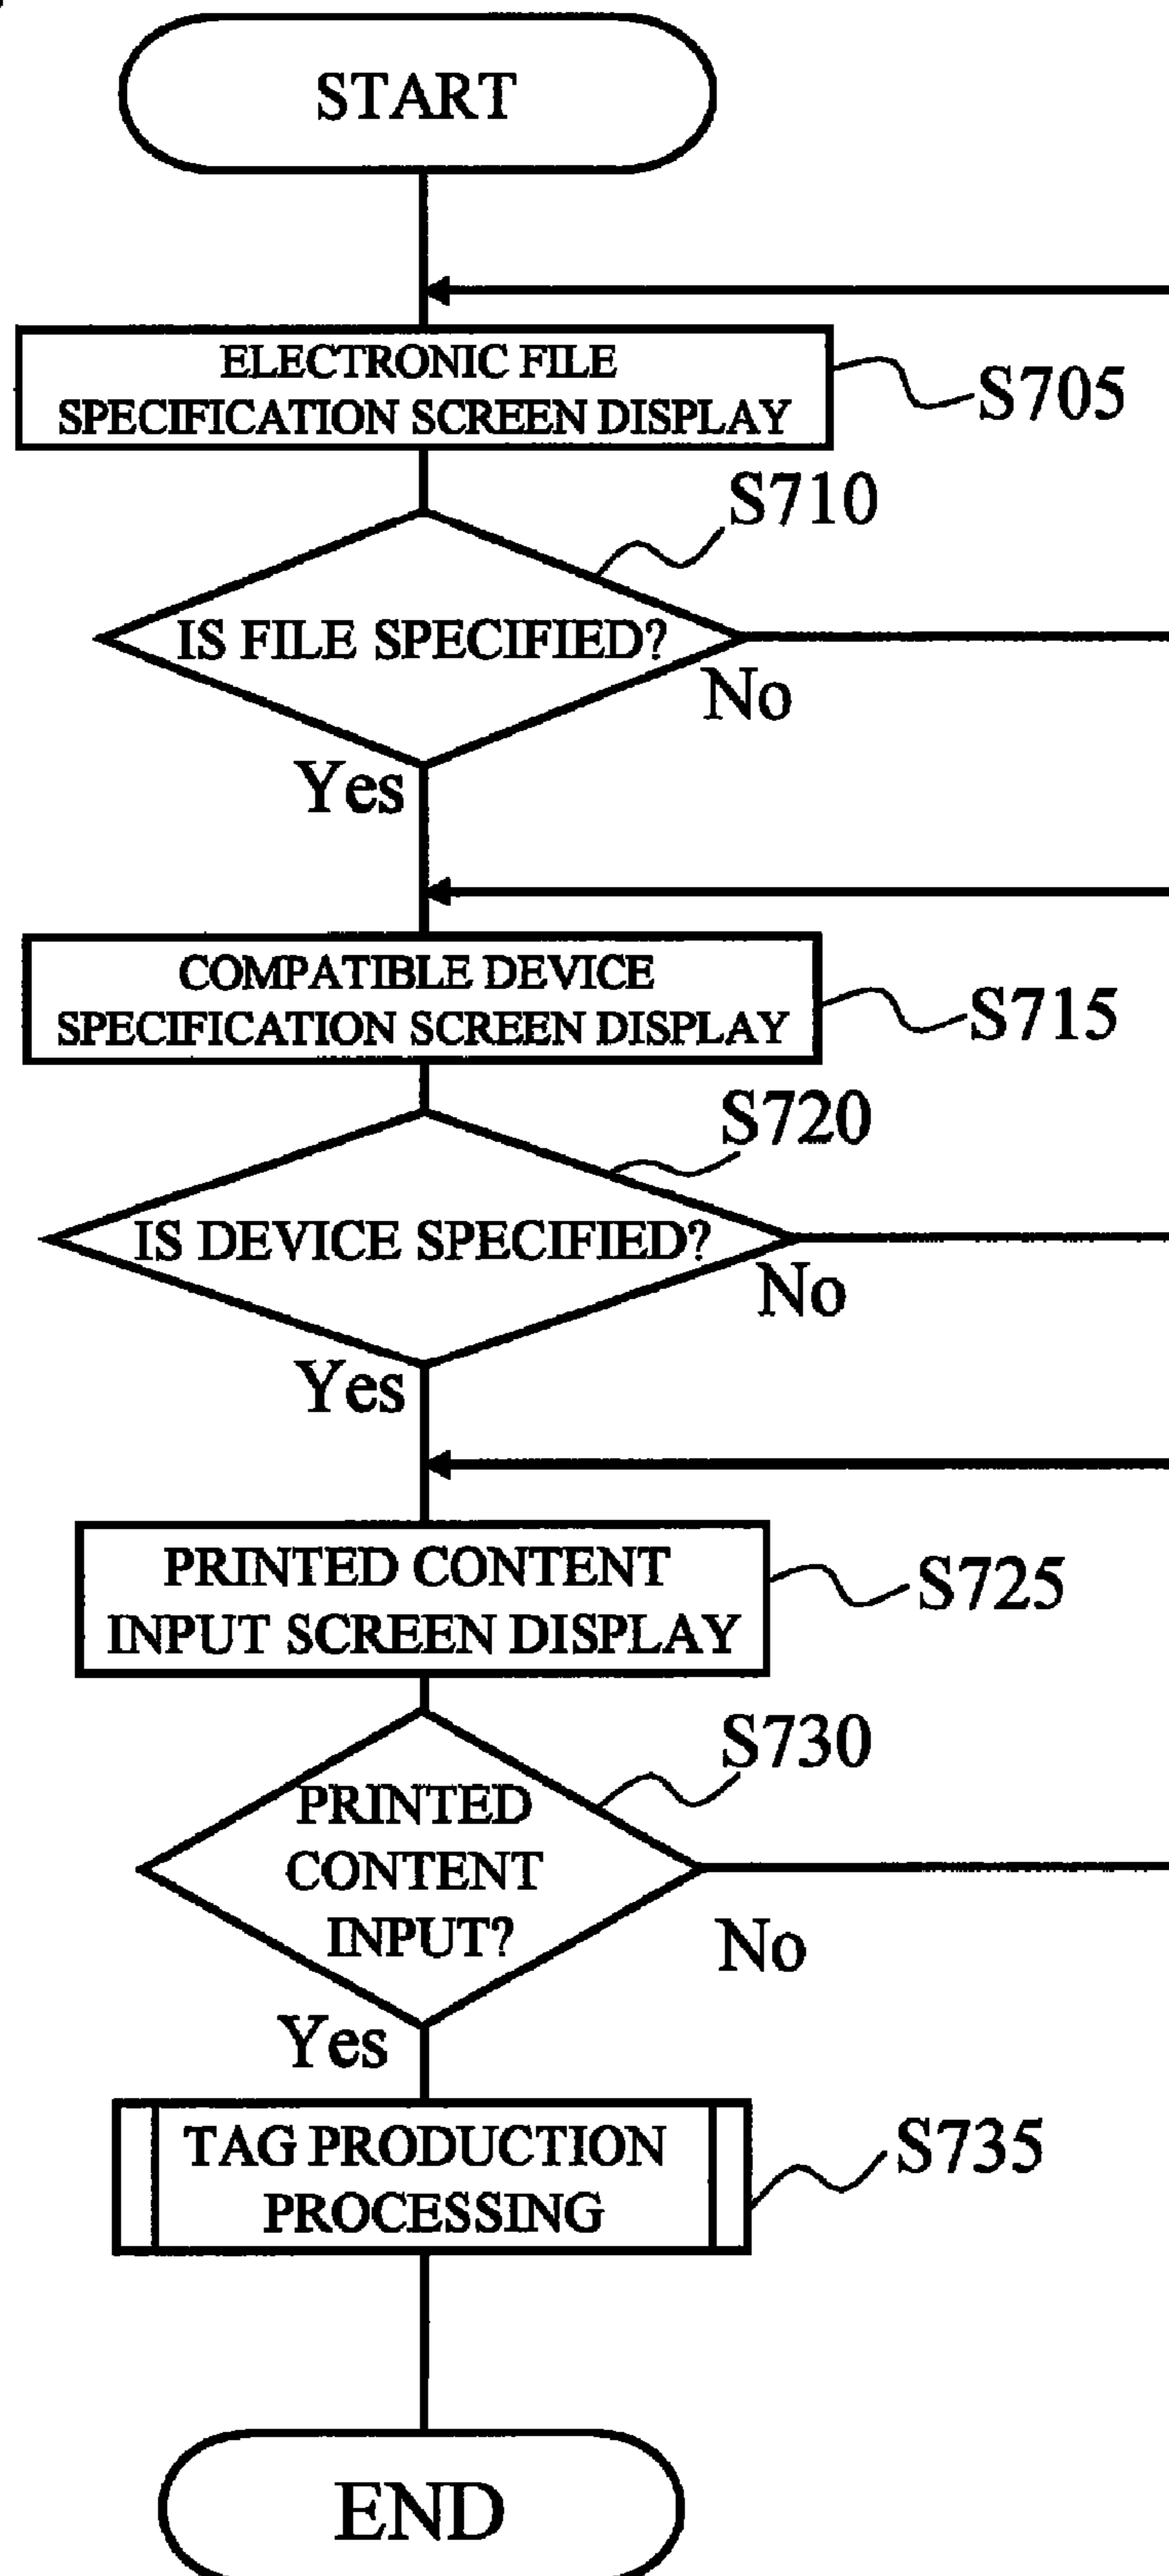 START
ELECTRONIC FILE
SPECIFICATION SCREEN DISPLAY
S705
S710
IS FILE SPECIFIED?
No
Yes
COMPATIBLE DEVICE
SPECIFICATION SCREEN DISPLAY
S715
S720
IS DEVICE SPECIFIED?
No
Yes
PRINTED CONTENT
INPUT SCREEN DISPLAY
S725
S730
PRINTED
CONTENT
INPUT?
No
Yes
TAG PRODUCTION
PROCESSING
S735
END